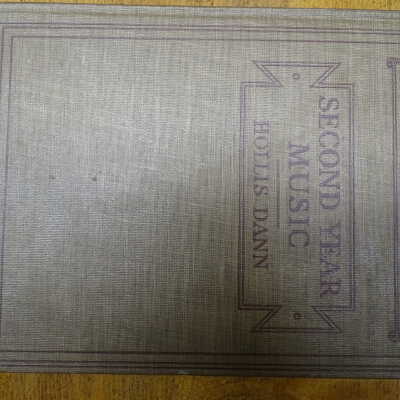 SECOND YEAR
MUSIC
HOLLIS DANN